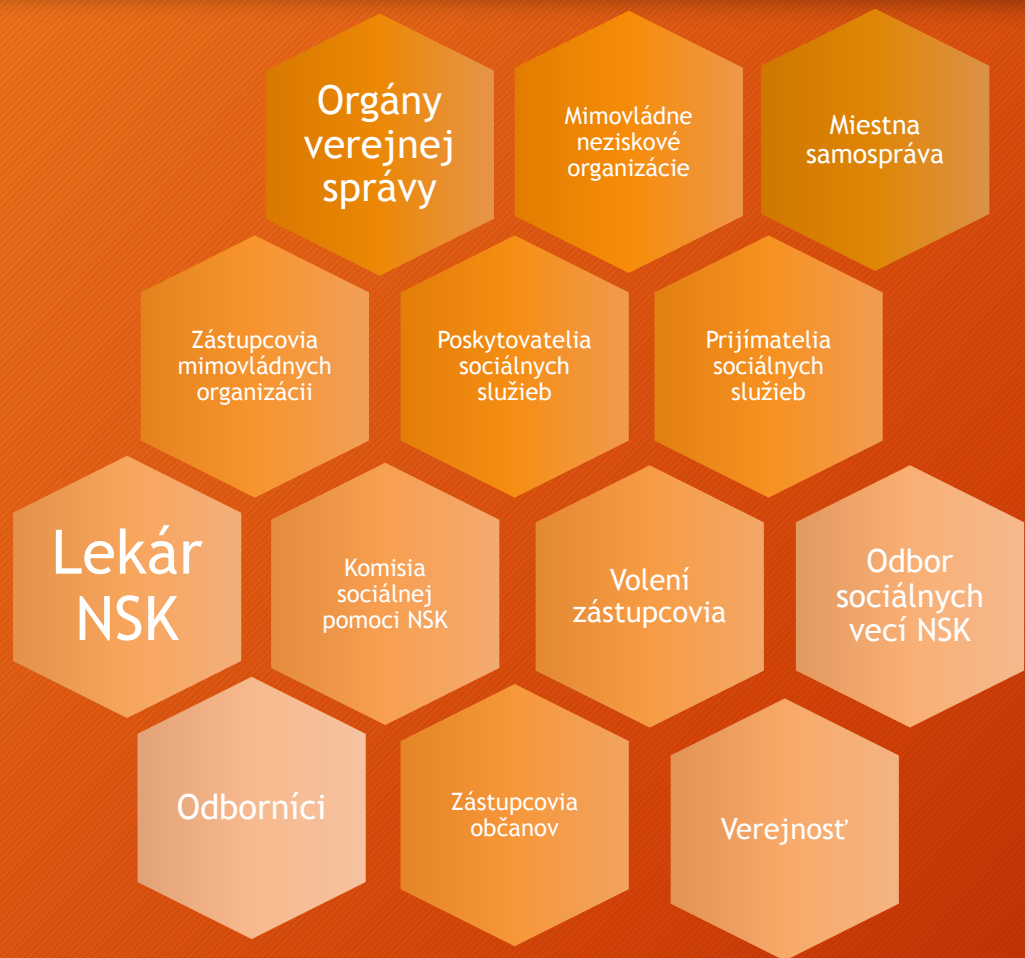 Orgány
verejnej
správy
Mimovládne
neziskové
organizácie
Miestna
samospráva
Zástupcovia
mimovládnych
organizácii
Poskytovatelia
sociálnych
služieb
Prijímatelia
sociálnych
služieb
Lekár
NSK
Komisia
sociálnej
pomoci NSK
Volení
zástupcovia
Odbor
sociálnych
vecí NSK
Odborníci
Zástupcovia
občanov
Verejnosť